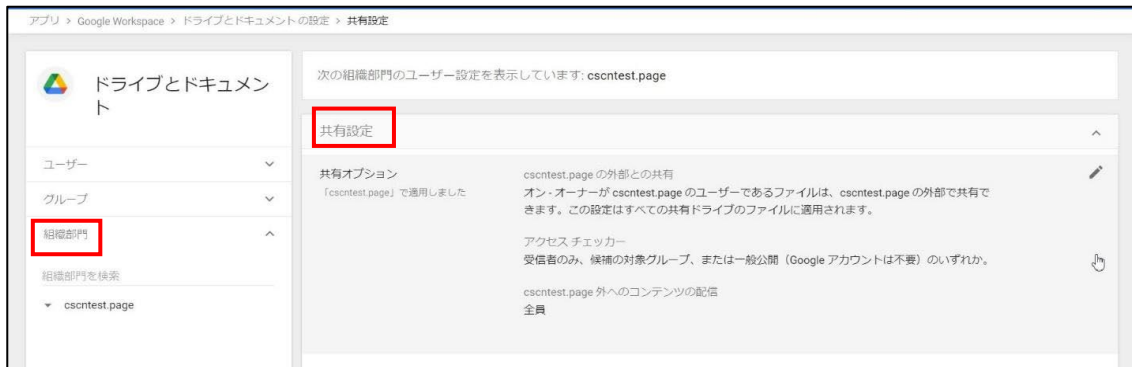 アプリ > Google Workspace > ドライブとドキュメントの設定 > 共有設定
ドライブとドキュメン
ト
ユーザー
グループ
組織部門
組織部門を検索
cscntest.page
次の組織部門のユーザー設定を表示しています: cscntest.page
共有設定
共有オプション
「cscntest.page」で適用しました
cscntest.page の外部との共有
オン - オーナーが cscntest.page のユーザーであるファイルは、cscntest.page の外部で共有で
きます。この設定はすべての共有ドライブのファイルに適用されます。
アクセス チェッカー
受信者のみ、候補の対象グループ、または一般公開（Google アカウントは不要）のいずれか。
cscntest.page 外へのコンテンツの配信
全員